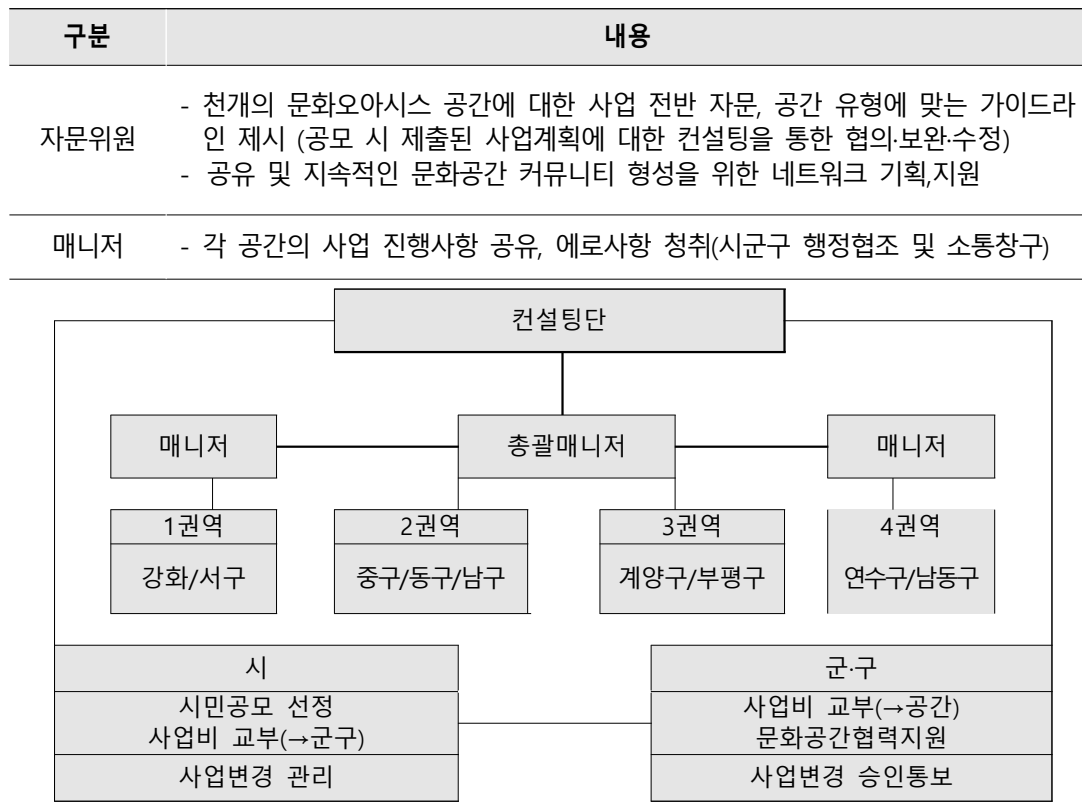 구분 내용
자문위원
- 천개의 문화오아시스 공간에 대한 사업 전반 자문, 공간 유형에 맞는 가이드라
인 제시 (공모 시 제출된 사업계획에 대한 컨설팅을 통한 협의·보완·수정)
- 공유 및 지속적인 문화공간 커뮤니티 형성을 위한 네트워크 기획,지원
매니저 - 각 공간의 사업 진행사항 공유, 에로사항 청취(시군구 행정협조 및 소통창구)
컨설팅단
매니저 총괄매니저 매니저
1권역 2권역 3권역 4권역
강화/서구 중구/동구/남구 계양구/부평구 연수구/남동구
시
시민공모 선정
사업비 교부(→군구)
사업변경 관리
군·구
사업비 교부(→공간)
문화공간협력지원
사업변경 승인통보